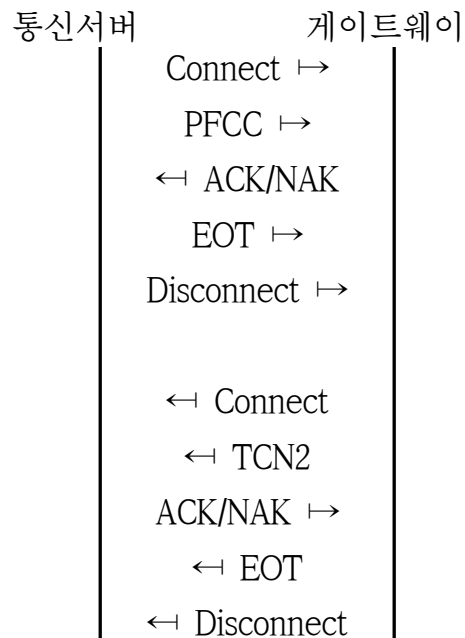 통신서버 게이트웨이
Connect ↦
PFCC ↦
↤ ACK/NAK
EOT ↦
Disconnect ↦
↤ Connect
↤ TCN2
ACK/NAK ↦
↤ EOT
↤ Disconnect